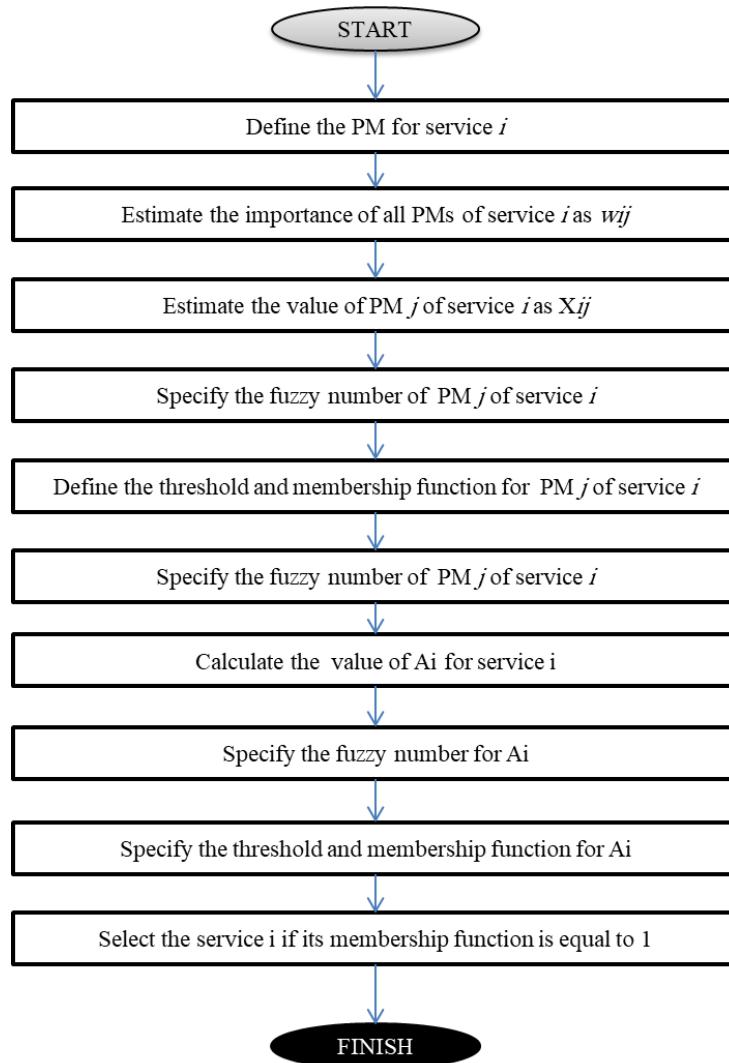 START
Define the PM for service i
Estimate the importance of all PMs of service i as wij
Estimate the value of PM j of service i as Xij
Specify the fuzzy number of PM j of service i
Define the threshold and membership function for PM j of service i
Specify the fuzzy number of PM j of service i
Calculate the value of Ai for service i
Specify the fuzzy number for Ai
Specify the threshold and membership function for Ai
Select the service i if its membership function is equal to 1
FINISH